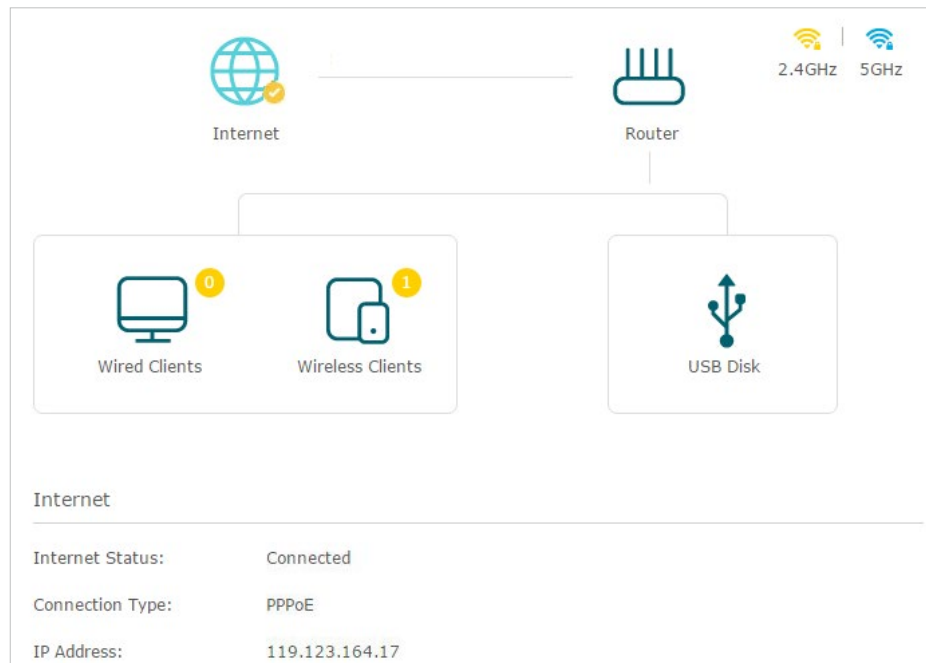 2.4GHz 5GHz
Internet Router
0 1
Wired Clients Wireless Clients USB Disk
Internet
Internet Status: Connected
Connection Type: PPPoE
IP Address: 119.123.164.17